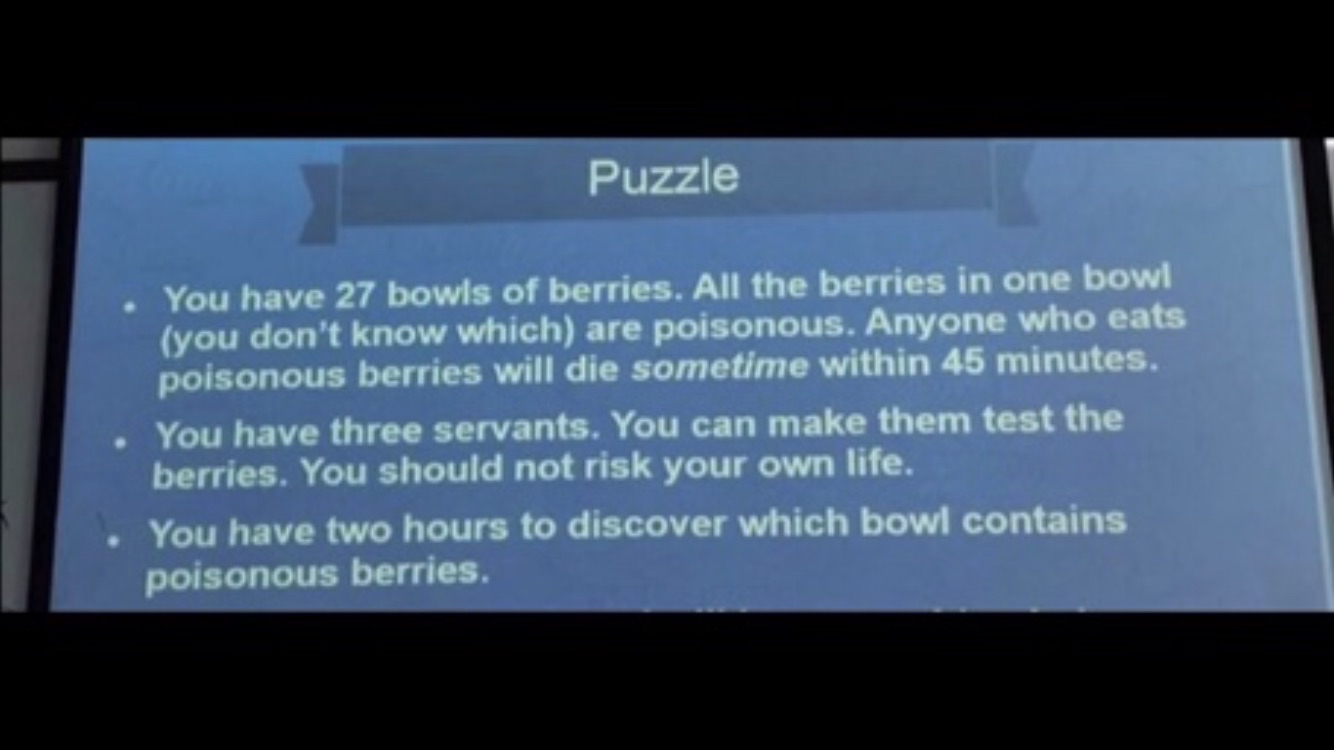 Puzzle
• You have 27 bowls of berries. All the berries in one bowl
(you don't know which) are poisonous. Anyone who eats
poisonous berries will die sometime within 45 minutes.
• You have three servants. You can make them test the
berries. You should not risk your own life.
• You have two hours to discover which bowl contains
poisonous berries.